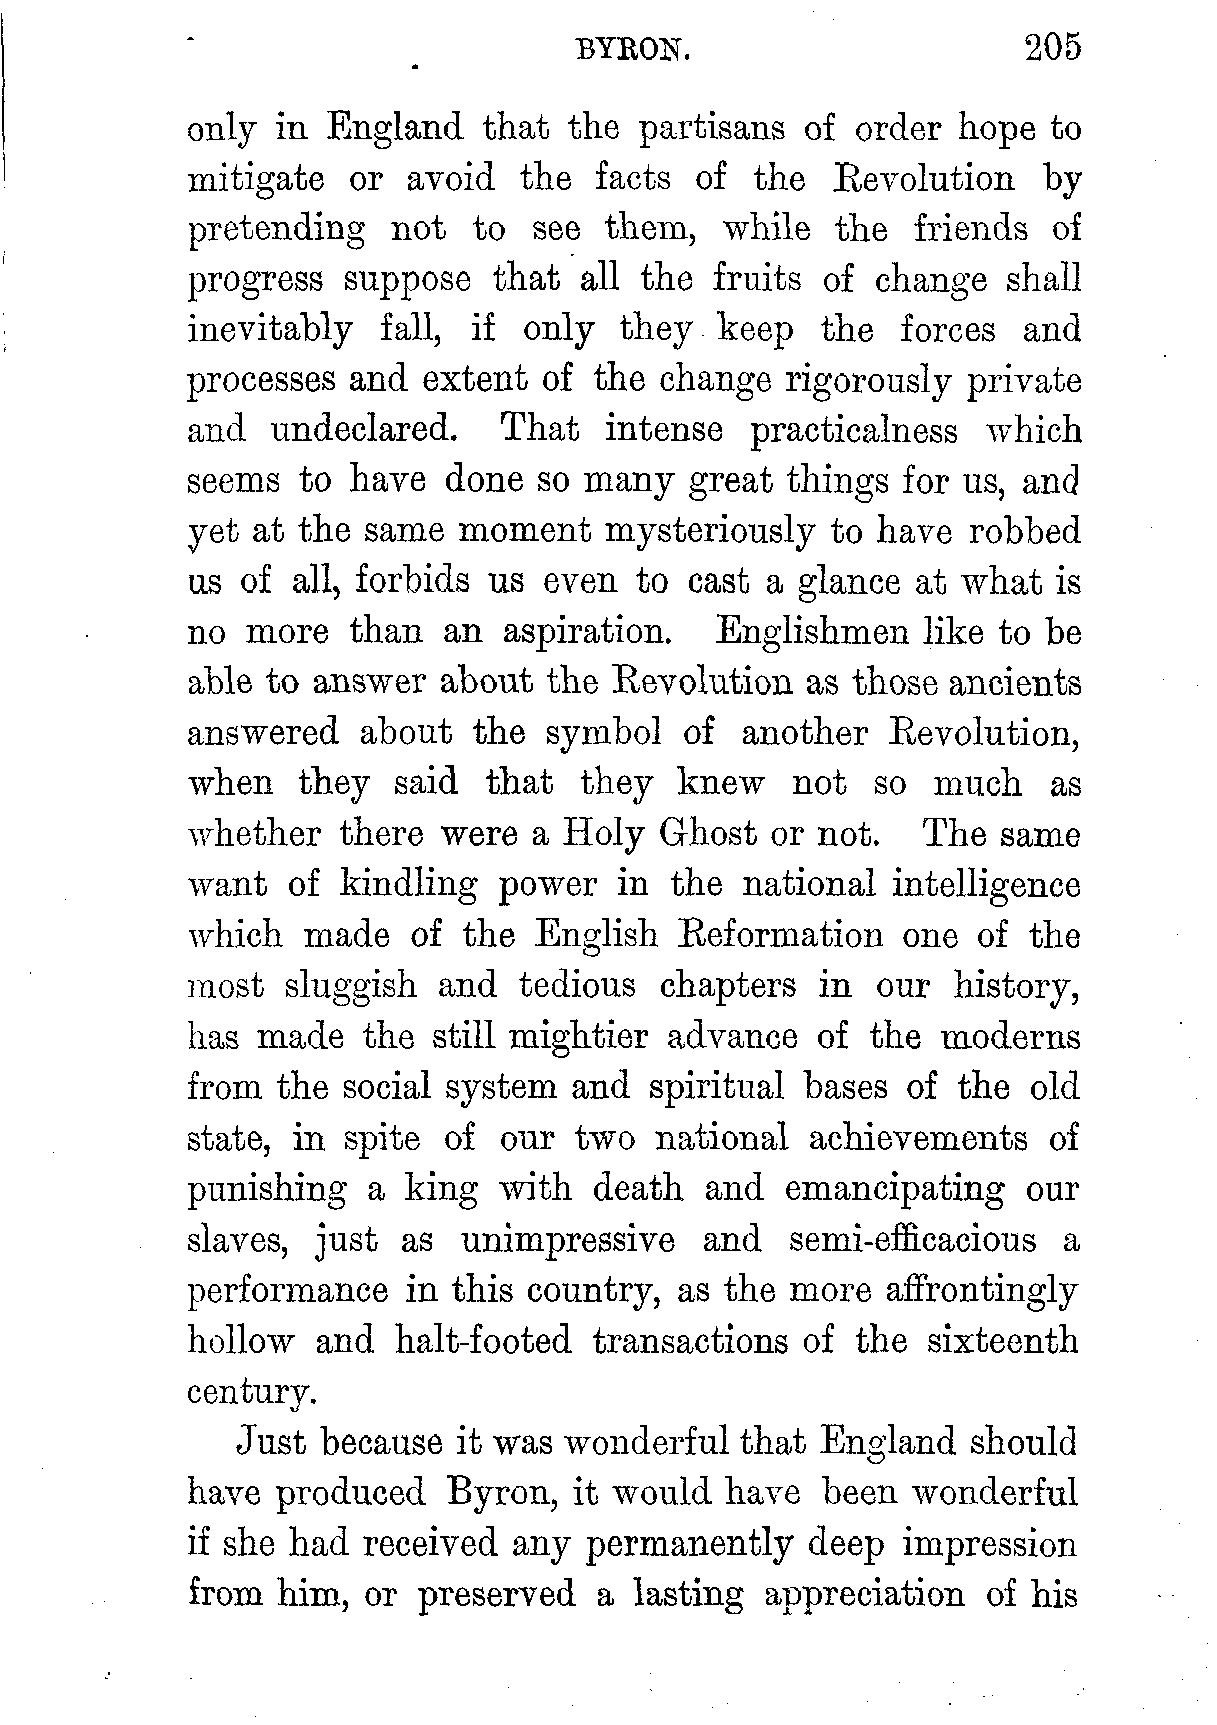 BYRON. 205
only in England that the partisans of order hope to
mitigate or avoid the facts of the Revolution by
pretending not to see them, while the friends of
progress suppose that all the fruits of change shall
inevitably fall, if only they keep the forces and
processes and extent of the change rigorously private
and undeclared. That intense practicalness which
seems to have done so many great things for us, and
yet at the same moment mysteriously to have robbed
us of all, forbids us even to cast a glance at what is
no more than an aspiration. Englishmen like to be
able to answer about the Revolution as those ancients
answered about the symbol of another Revolution,
when they said that they knew not so much as
whether there were a Holy Ghost or not. The same
want of kindling power in the national intelligence
which made of the English Reformation one of the
most sluggish and tedious chapters in our history,
has made the still mightier advance of the moderns
from the social system and spiritual bases of the old
state, in spite of our two national achievements of
punishing a king with death and emancipating our
slaves, just as unimpressive and semi-efficacious a
performance in this country, as the more affrontingly
hollow and halt-footed transactions of the sixteenth
century.
Just because it was wonderful that England should
have produced Byron, it would have been wonderful
if she had received any permanently deep impression
from him, or preserved a lasting appreciation of his